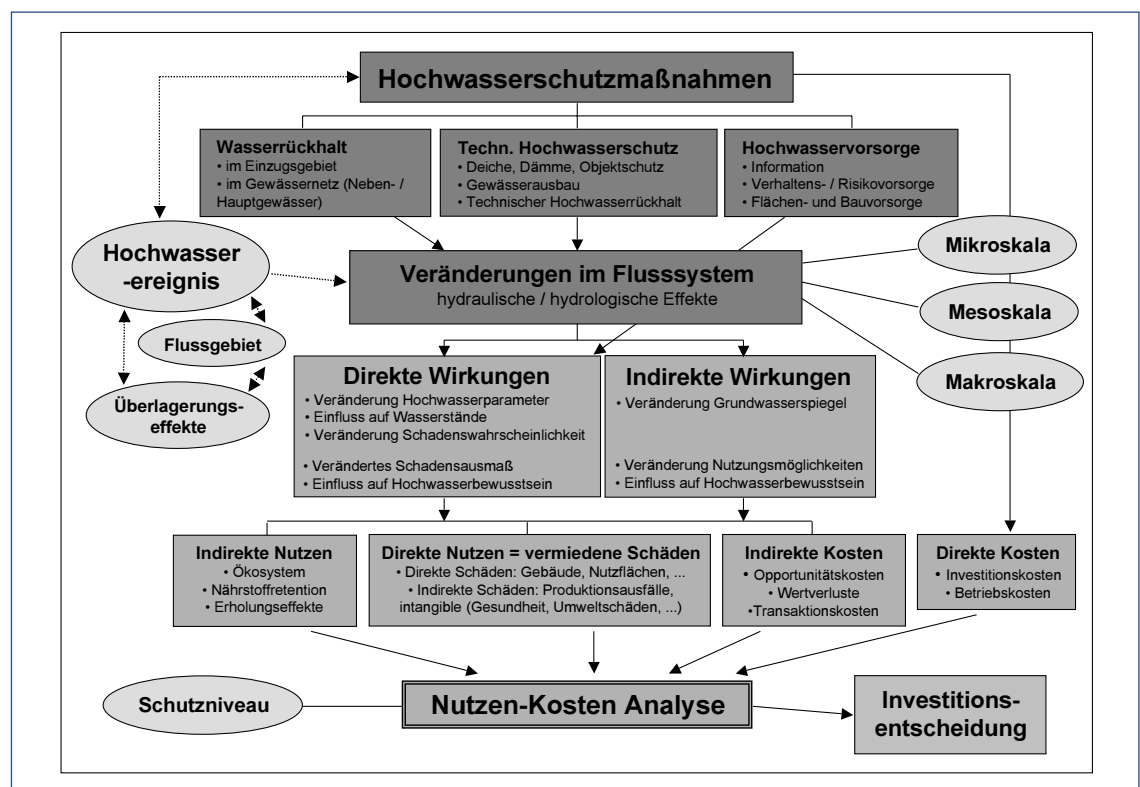 Hochwasserschutzmaßnahmen
Wasserrückhalt
• im Einzugsgebiet
• im Gewässernetz (Neben- /
Hauptgewässer)
Techn. Hochwasserschutz
• Deiche, Dämme, Objektschutz
• Gewässerausbau
• Technischer Hochwasserrückhalt
Hochwasservorsorge
• Information
• Verhaltens- / Risikovorsorge
• Flächen- und Bauvorsorge
Hochwasser
-ereignis
Flussgebiet
Überlagerungs-
effekte
Veränderungen im Flusssystem
hydraulische / hydrologische Effekte
Mikroskala
Mesoskala
Makroskala
Direkte Wirkungen
• Veränderung Hochwasserparameter
• Einfluss auf Wasserstände
• Veränderung Schadenswahrscheinlichkeit
• Verändertes Schadensausmaß
• Einfluss auf Hochwasserbewusstsein
Indirekte Wirkungen
• Veränderung Grundwasserspiegel
• Veränderung Nutzungsmöglichkeiten
• Einfluss auf Hochwasserbewusstsein
Indirekte Nutzen
• Ökosystem
• Nährstoffretention
• Erholungseffekte
Direkte Nutzen = vermiedene Schäden
• Direkte Schäden: Gebäude, Nutzflächen, ...
• Indirekte Schäden: Produktionsausfälle,
intangible (Gesundheit, Umweltschäden, ...)
Indirekte Kosten
• Opportunitätskosten
• Wertverluste
•Transaktionskosten
Direkte Kosten
• Investitionskosten
• Betriebskosten
Schutzniveau
Nutzen-Kosten Analyse
Investitions-
entscheidung